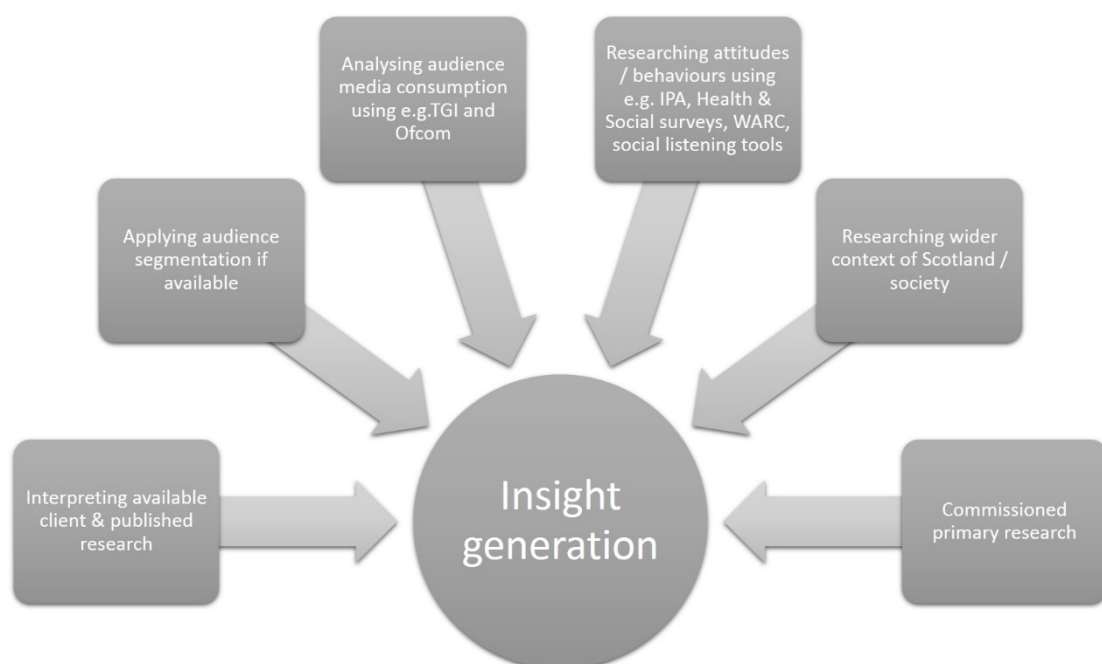 Analysing audience
media consumption
using e.g.TGI and
Ofcom
Researching attitudes
/ behaviours using
e.g. IPA, Health &
Social surveys, WARC,
social listening tools
Applying audience
segmentation if
available
Researching wider
context of Scotland /
society
Interpreting available
client & published
research
Insight
generation
Commissioned
primary research